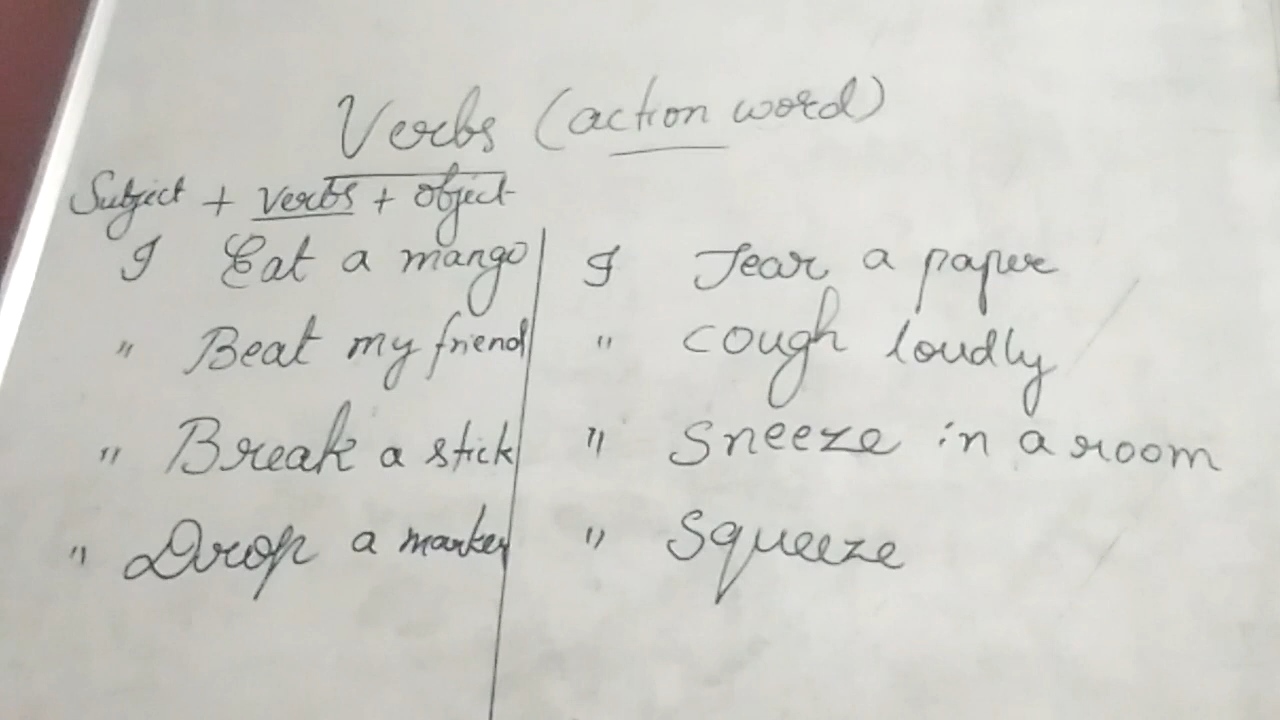 Verbs (action word)
Subject + verbs + object
I Eat a mango
" Beat my friend
" Break a stick
" Drop a marker
I Tear a paper
" cough loudly
" Sneeze in a room
" Squeeze